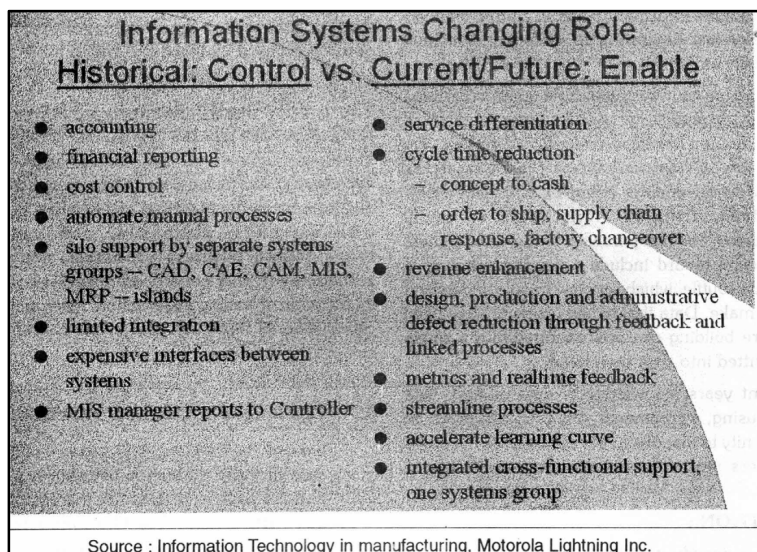 Information Systems Changing Role
Historical: Control vs. Current/Future: Enable
● accounting
● financial reporting
● cost control
● automate manual processes
● silo support by separate systems
groups – CAD, CAE, CAM, MIS,
MRP – islands
● limited integration
● expensive interfaces between
systems
● MIS manager reports to Controller
● service differentiation
● cycle time reduction
– concept to cash
– order to ship, supply chain
response, factory changeover
● revenue enhancement
● design, production and administrative
defect reduction through feedback and
linked processes
● metrics and realtime feedback
● streamline processes
● accelerate learning curve
● integrated cross-functional support,
one systems group
Source : Information Technology in manufacturing, Motorola Lightning Inc.